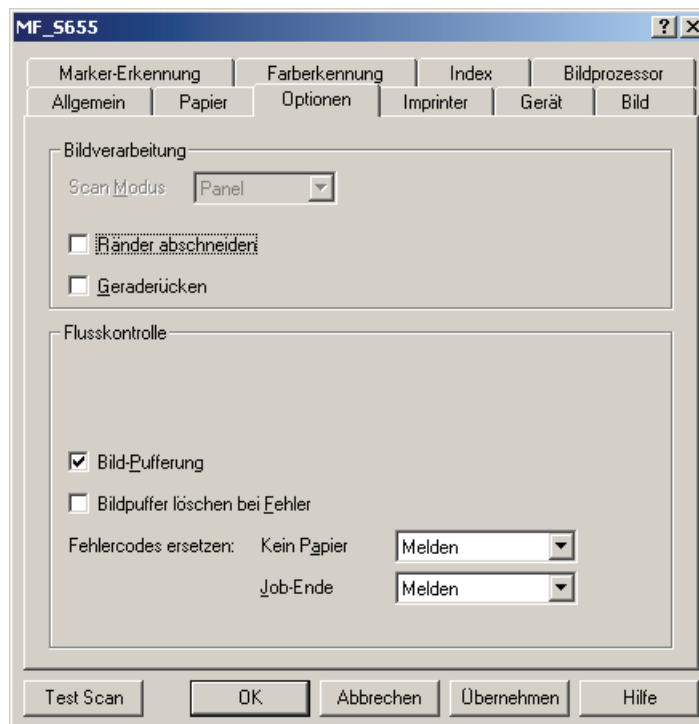 MF_S655
Marker-Erkennung Farberkennung Index Bildprozessor
Allgemein Papier Optionen Imprinter Gerät Bild
Bildverarbeitung
Scan Modus Panel
Ränder abschneiden
Geraderücken
Flusskontrolle
Bild-Pufferung
Bildpuffer löschen bei Fehler
Fehlercodes ersetzen: Kein Papier Melden
Job-Ende Melden
Test Scan OK Abbrechen Übernehmen Hilfe